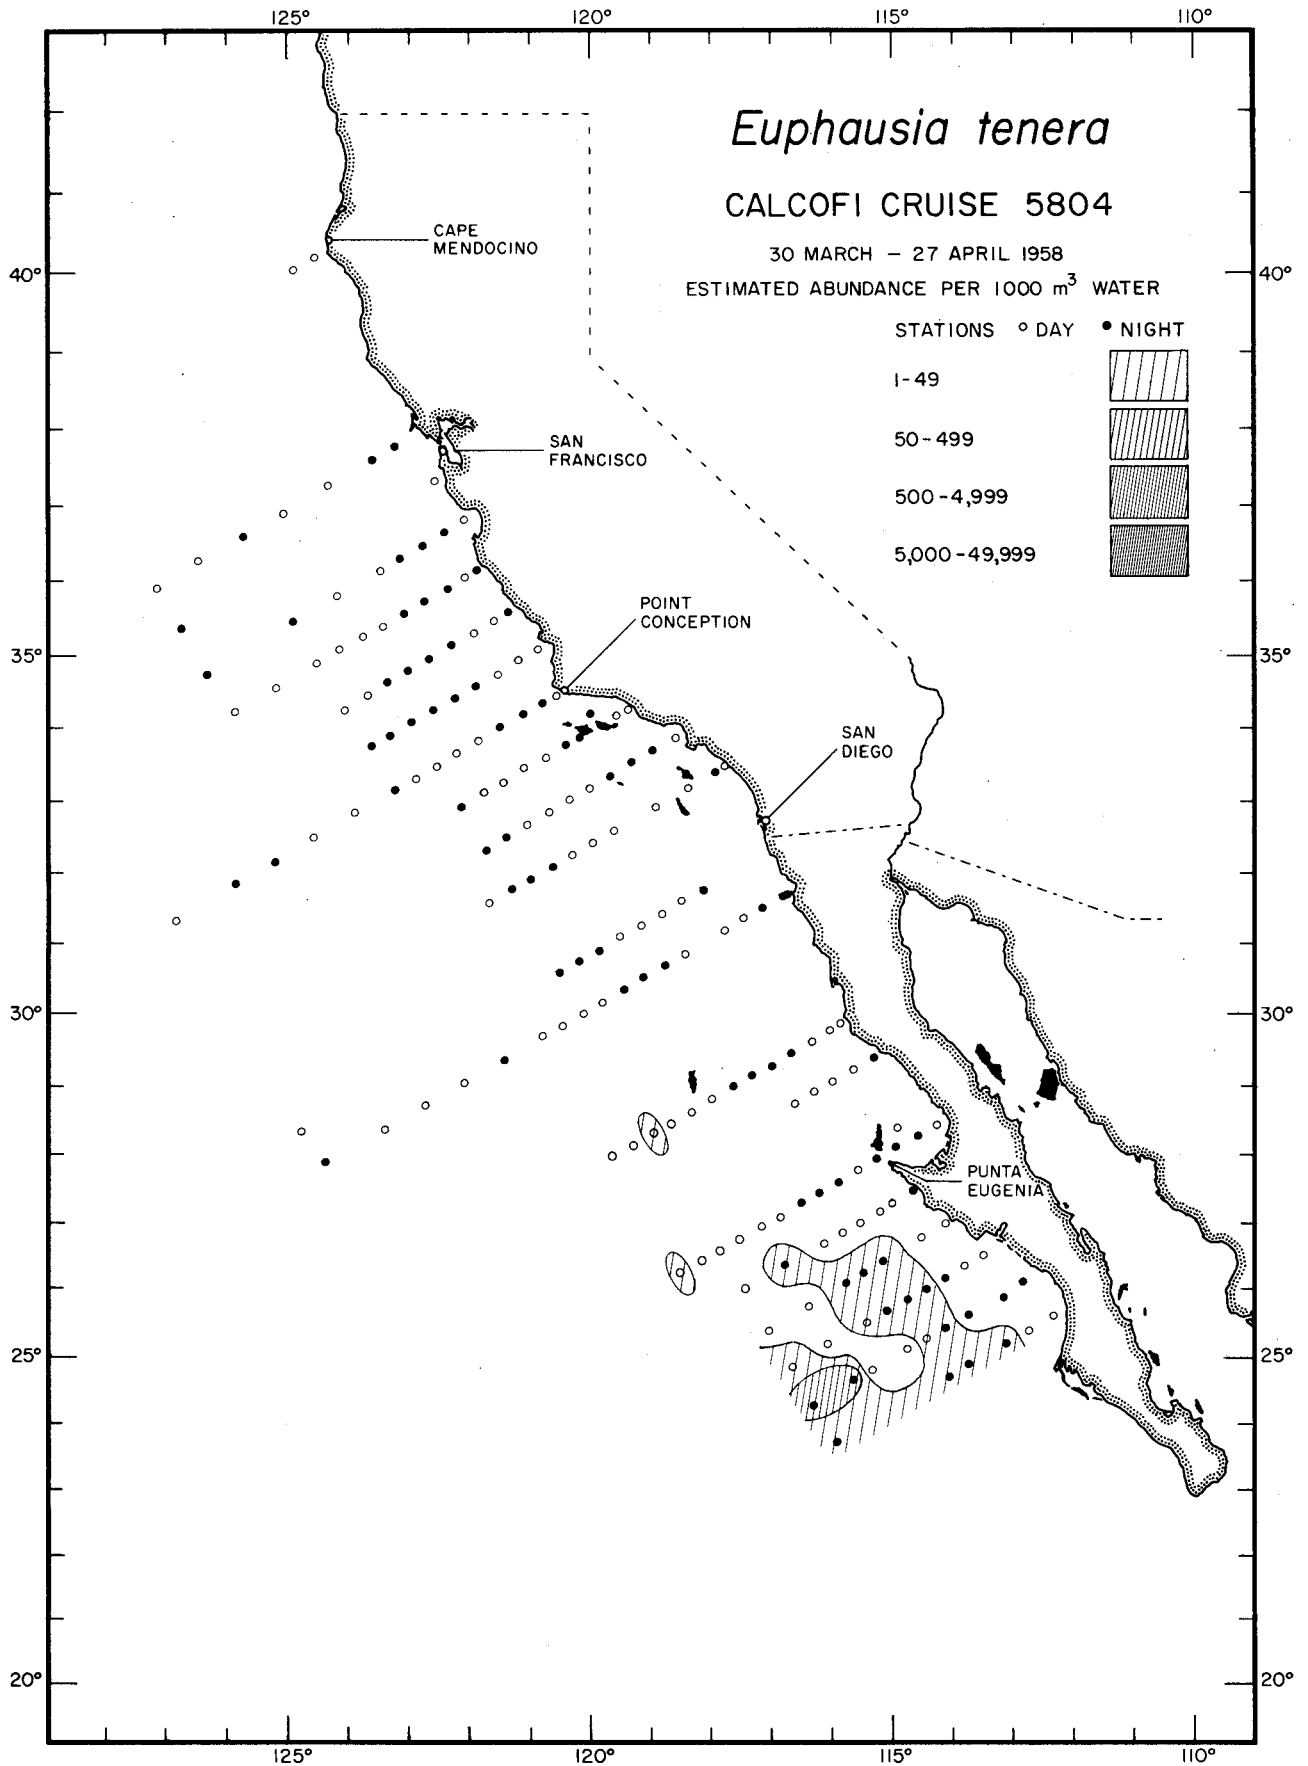 125° 120° 115° 110°
Euphausia tenera
CALCOFI CRUISE 5804
30 MARCH – 27 APRIL 1958
ESTIMATED ABUNDANCE PER 1000 m³ WATER
STATIONS ○ DAY ● NIGHT
1-49
50-499
500-4,999
5,000-49,999
CAPE
MENDOCINO
40° 40°
SAN
FRANCISCO
POINT
CONCEPTION
35° 35°
SAN
DIEGO
30° 30°
PUNTA
EUGENIA
25° 25°
20° 20°
125° 120° 115° 110°